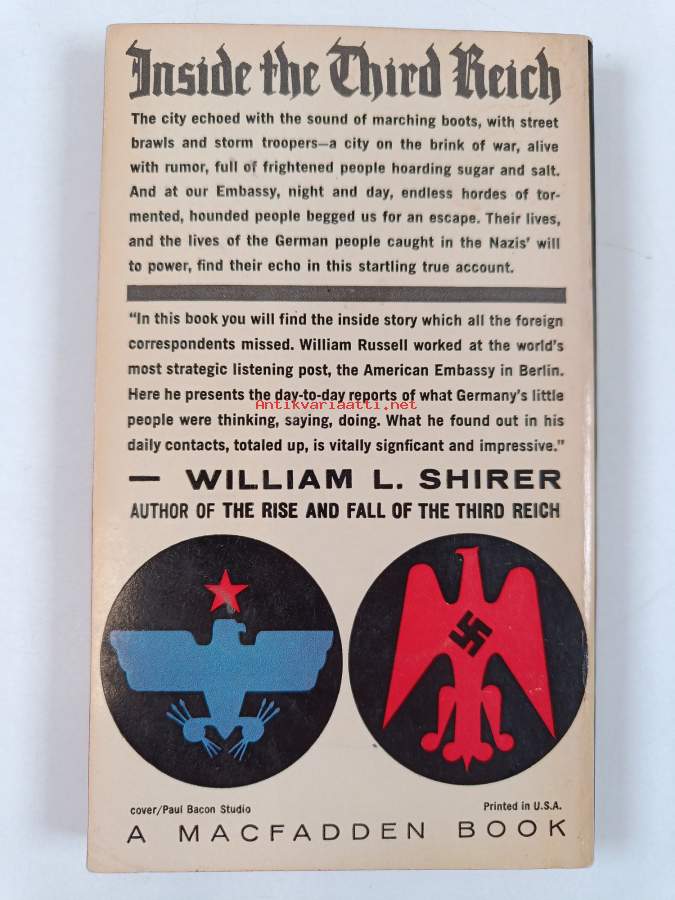 Inside the Third Reich
The city echoed with the sound of marching boots, with street
brawls and storm troopers—a city on the brink of war, alive
with rumor, full of frightened people hoarding sugar and salt.
And at our Embassy, night and day, endless hordes of tor-
mented, hounded people begged us for an escape. Their lives,
and the lives of the German people caught in the Nazis' will
to power, find their echo in this startling true account.
"In this book you will find the inside story which all the foreign
correspondents missed. William Russell worked at the world's
most strategic listening post, the American Embassy in Berlin.
Here he presents the day-to-day reports of what Germany's little
Antikvariaatti.net
people were thinking, saying, doing. What he found out in his
daily contacts, totaled up, is vitally signficant and impressive."
— WILLIAM L. SHIRER
AUTHOR OF THE RISE AND FALL OF THE THIRD REICH
cover/Paul Bacon Studio
Printed in U.S.A.
A MACFADDEN BOOK